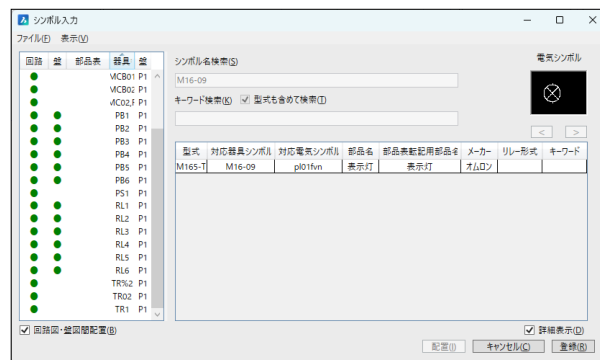 シンボル入力
ファイル(F) 表示(V)
回路 盤 部品表 器具 盤
MCB01 P1
MCB02 P1
MC02,F P1
PB1 P1
PB2 P1
PB3 P1
PB4 P1
PB5 P1
PB6 P1
PS1 P1
RL1 P1
RL2 P1
RL3 P1
RL4 P1
RL5 P1
RL6 P1
TR%2 P1
TR02 P1
TR1 P1
回路図・盤図間配置(B)
シンボル名検索(S)
M16-09
キーワード検索(K) 型式も含めて検索(T)
電気シンボル
< >
型式 対応器具シンボル 対応電気シンボル 部品名 部品表転記用部品名 メーカー リレー形式 キーワード
M165-T M16-09 pl01fvn 表示灯 表示灯 オムロン
詳細表示(D)
配置(I) キャンセル(C) 登録(R)